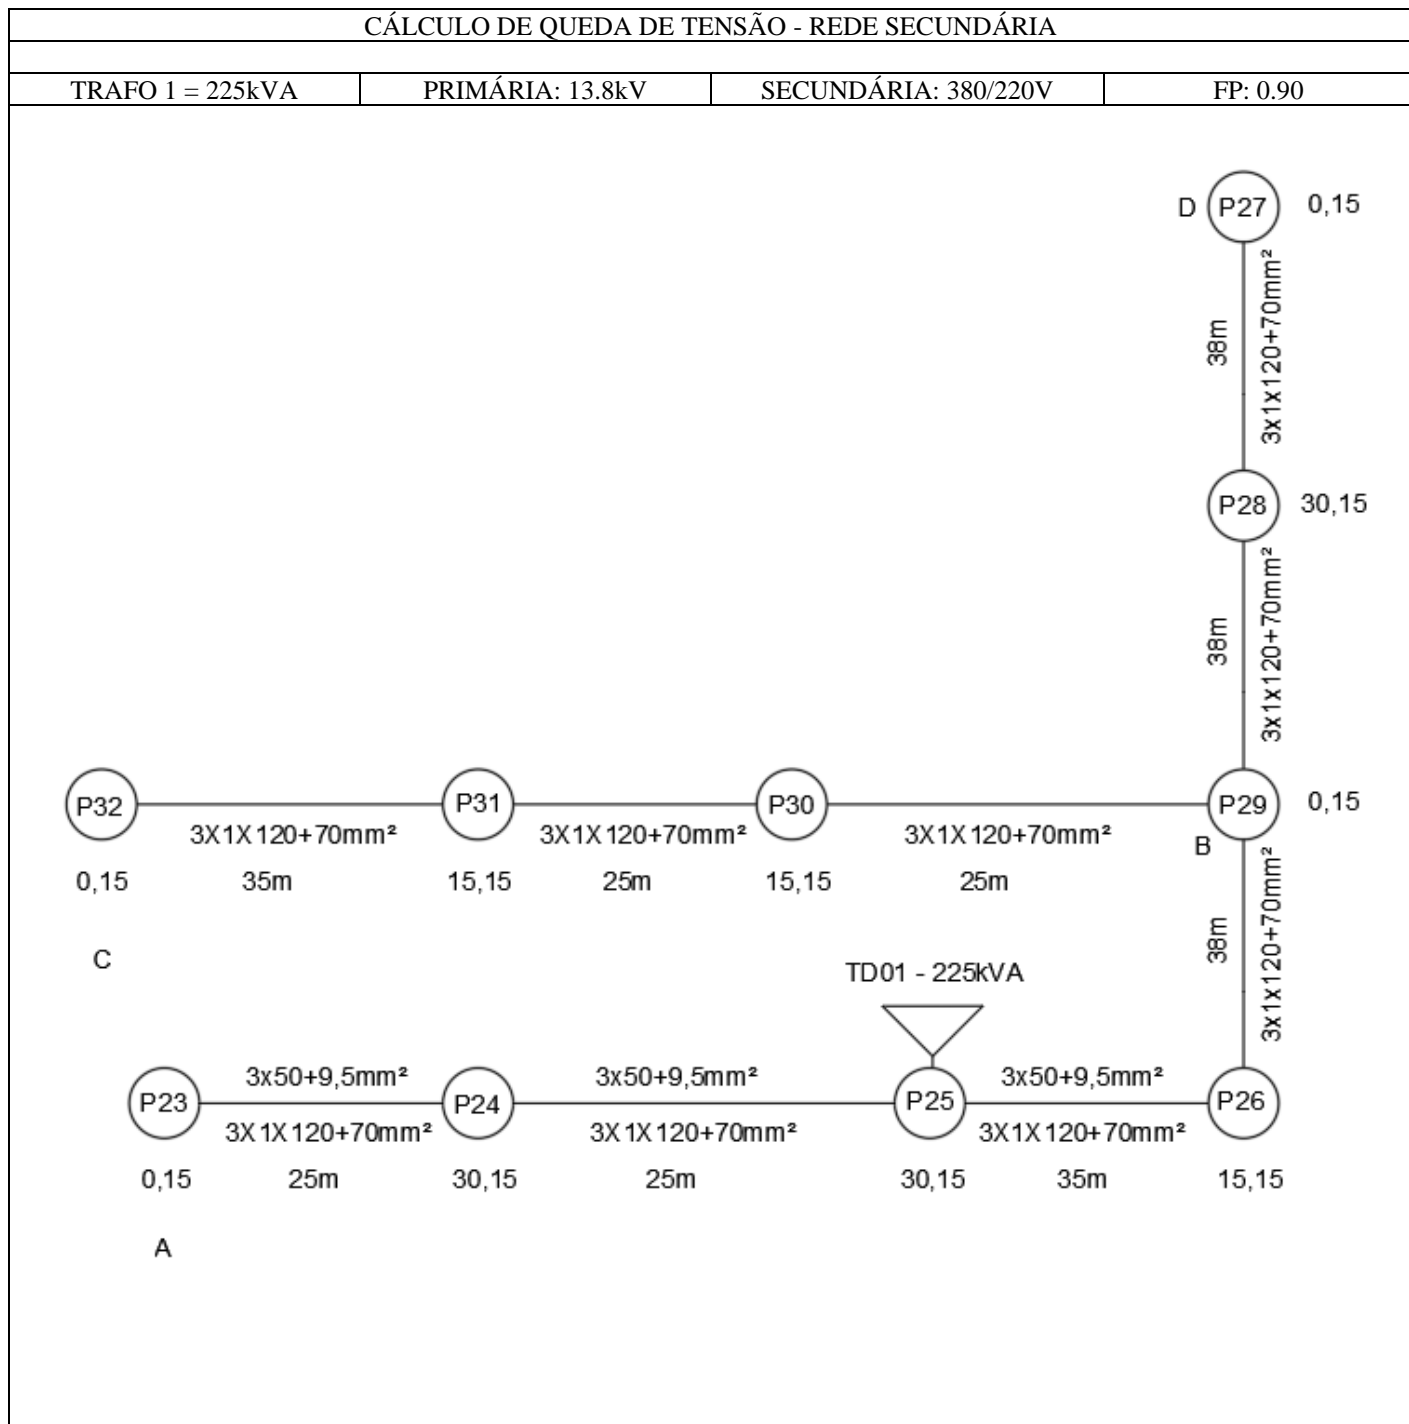 CÁLCULO DE QUEDA DE TENSÃO - REDE SECUNDÁRIA
TRAFO 1 = 225kVA PRIMÁRIA: 13.8kV SECUNDÁRIA: 380/220V FP: 0.90
D P27 0,15
38m 3x1x120+70mm²
P28 30,15
38m 3x1x120+70mm²
P32 P31 P30 P29 0,15
3X1X120+70mm² 3X1X120+70mm² 3X1X120+70mm² B
0,15 35m 15,15 25m 15,15 25m
38m 3x1x120+70mm²
C
TD01 - 225kVA
3x50+9,5mm² 3x50+9,5mm² 3x50+9,5mm²
P23 P24 P25 P26
3X1X120+70mm² 3X1X120+70mm² 3X1X120+70mm²
0,15 25m 30,15 25m 30,15 35m 15,15
A